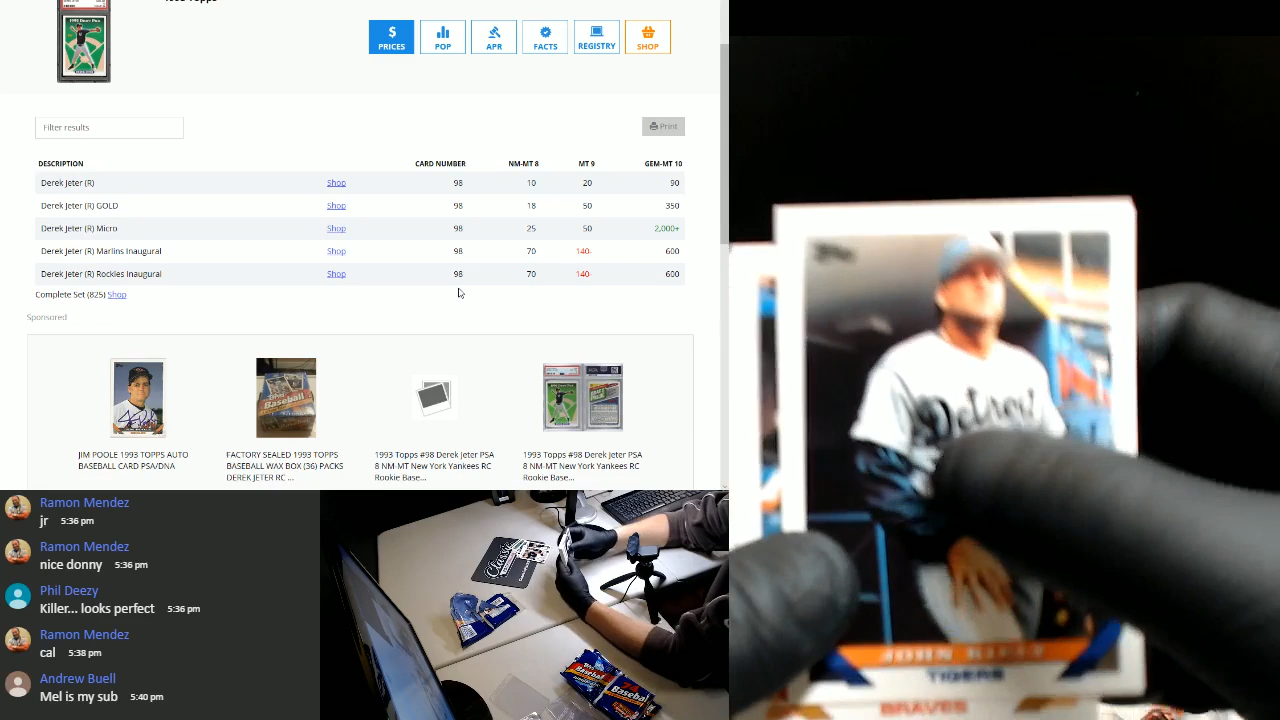 1993 Topps
PRICES POP APR FACTS REGISTRY SHOP
Filter results
Print
DESCRIPTION CARD NUMBER NM-MT 8 MT 9 GEM-MT 10
Derek Jeter (R) Shop 98 10 20 90
Derek Jeter (R) GOLD Shop 98 18 50 350
Derek Jeter (R) Micro Shop 98 25 50 2,000+
Derek Jeter (R) Marlins Inaugural Shop 98 70 140- 600
Derek Jeter (R) Rockies Inaugural Shop 98 70 140- 600
Complete Set (825) Shop
Sponsored
JIM POOLE 1993 TOPPS AUTO
BASEBALL CARD PSA/DNA
FACTORY SEALED 1993 TOPPS
BASEBALL WAX BOX (36) PACKS
DEREK JETER RC ...
1993 Topps #98 Derek Jeter PSA
8 NM-MT New York Yankees RC
Rookie Base...
1993 Topps #98 Derek Jeter PSA
8 NM-MT New York Yankees RC
Rookie Base...
Ramon Mendez
jr 5:36 pm
Ramon Mendez
nice donny 5:36 pm
Phil Deezy
Killer... looks perfect 5:36 pm
Ramon Mendez
cal 5:38 pm
Andrew Buell
Mel is my sub 5:40 pm
Classic
Baseball
Detroit
JOHN
TIGERS
BRAVES